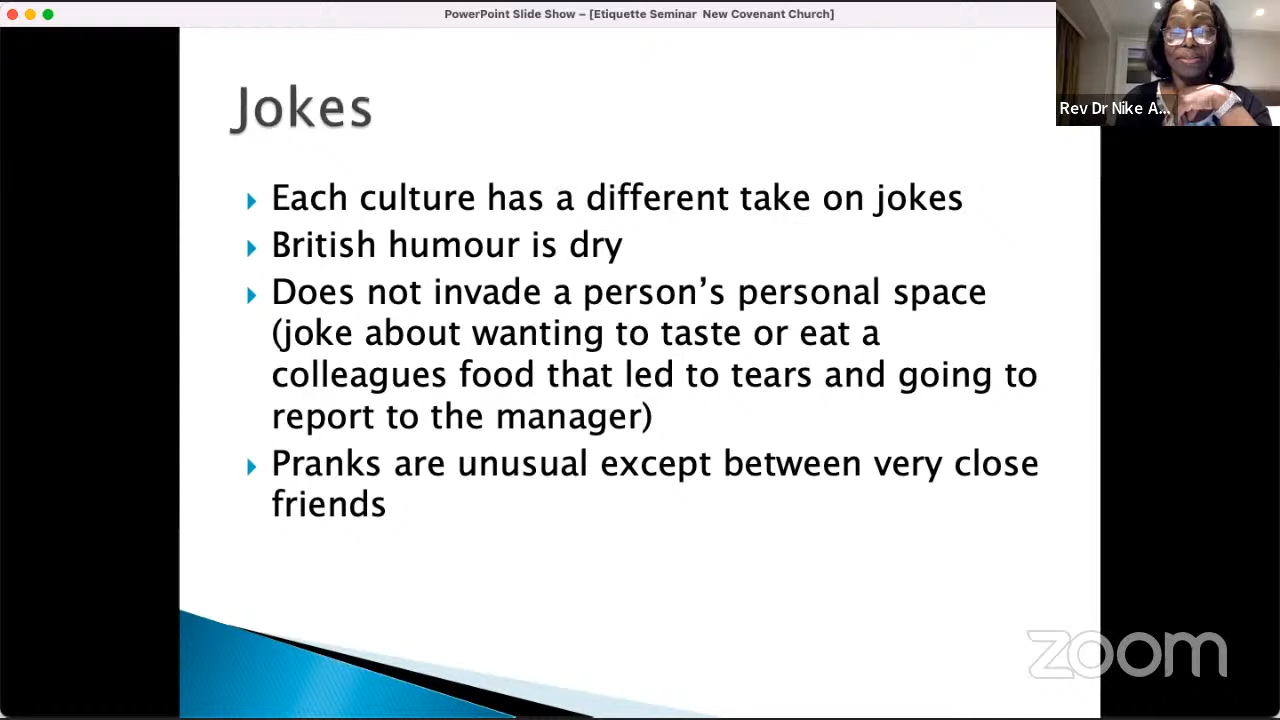 PowerPoint Slide Show – [Etiquette Seminar New Covenant Church]
Rev Dr Nike A...
Jokes
Each culture has a different take on jokes
British humour is dry
Does not invade a person’s personal space
(joke about wanting to taste or eat a
colleagues food that led to tears and going to
report to the manager)
Pranks are unusual except between very close
friends
zoom